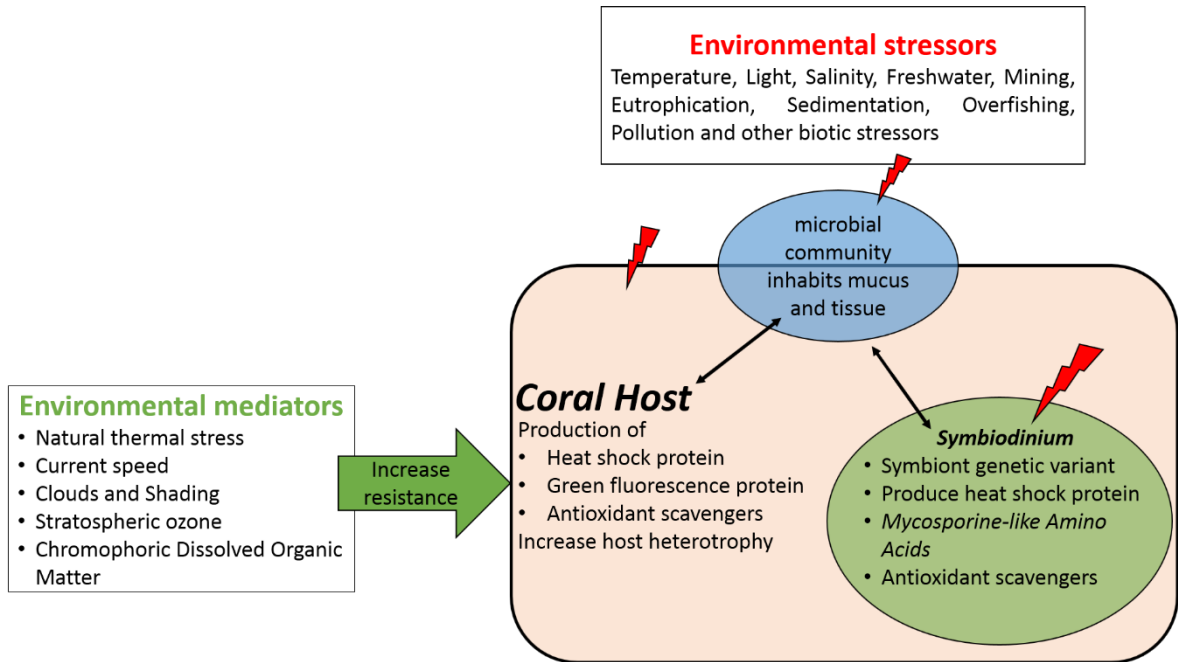 Environmental stressors
Temperature, Light, Salinity, Freshwater, Mining,
Eutrophication, Sedimentation, Overfishing,
Pollution and other biotic stressors
microbial
community
inhabits mucus
and tissue
Environmental mediators
• Natural thermal stress
• Current speed
• Clouds and Shading
• Stratospheric ozone
• Chromophoric Dissolved Organic
Matter
Increase
resistance
Coral Host
Production of
• Heat shock protein
• Green fluorescence protein
• Antioxidant scavengers
Increase host heterotrophy
Symbiodinium
• Symbiont genetic variant
• Produce heat shock protein
• Mycosporine-like Amino
Acids
• Antioxidant scavengers